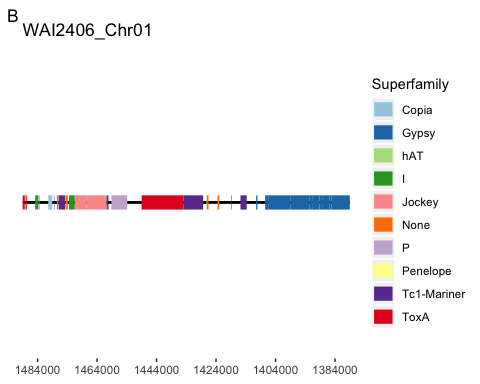 B
WAI2406_Chr01
Superfamily
Copia
Gypsy
hAT
I
Jockey
None
P
Penelope
Tc1-Mariner
ToxA
1484000 1464000 1444000 1424000 1404000 1384000